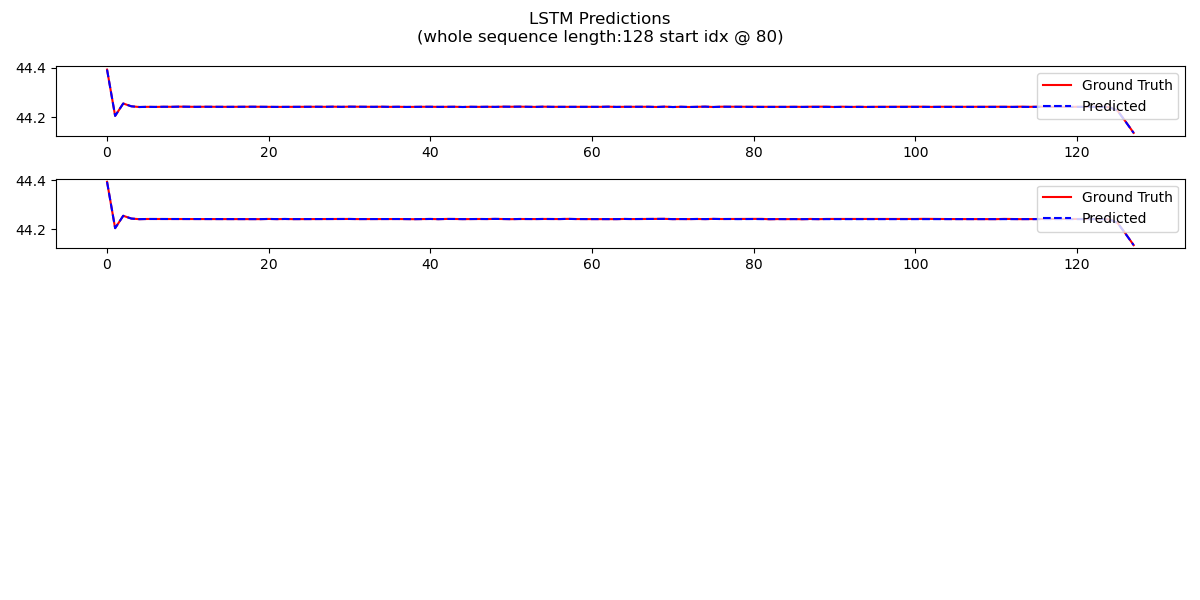 LSTM Predictions
(whole sequence length:128 start idx @ 80)
44.4
44.2
Ground Truth
Predicted
0 20 40 60 80 100 120
44.4
44.2
Ground Truth
Predicted
0 20 40 60 80 100 120